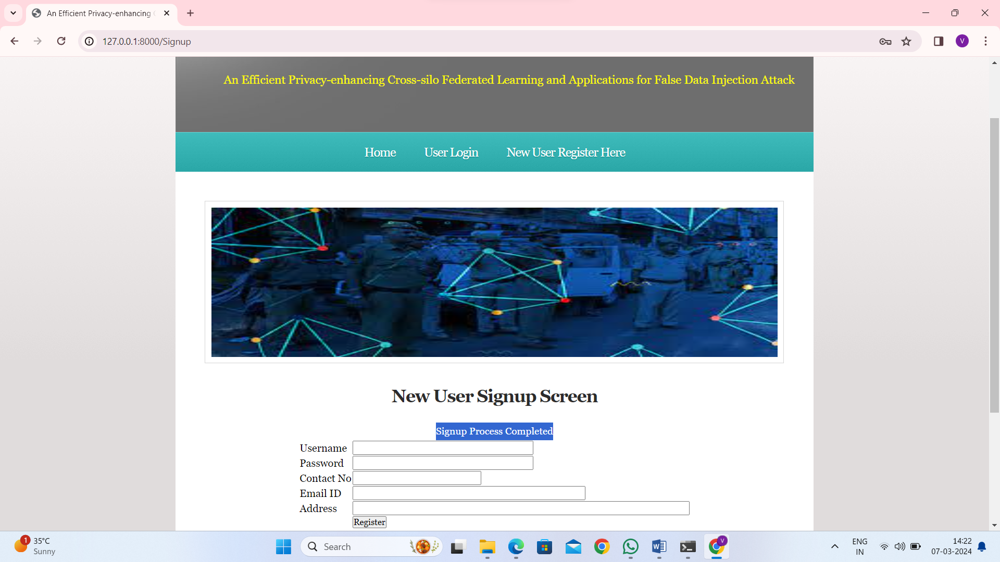 An Efficient Privacy-enhancing
127.0.0.1:8000/Signup
V
An Efficient Privacy-enhancing Cross-silo Federated Learning and Applications for False Data Injection Attack
Home User Login New User Register Here
New User Signup Screen
Signup Process Completed
Username
Password
Contact No
Email ID
Address
Register
1
35°C
Sunny
Search
V
ENG
IN
14:22
07-03-2024